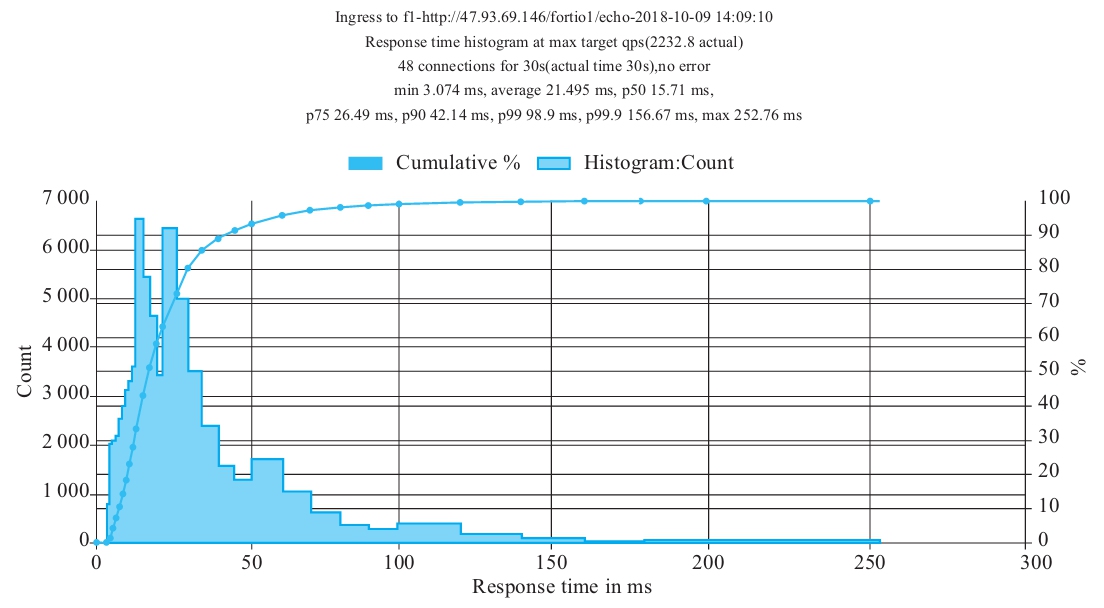 Ingress to f1-http://47.93.69.146/fortio1/echo-2018-10-09 14:09:10
Response time histogram at max target qps(2232.8 actual)
48 connections for 30s(actual time 30s),no error
min 3.074 ms, average 21.495 ms, p50 15.71 ms,
p75 26.49 ms, p90 42.14 ms, p99 98.9 ms, p99.9 156.67 ms, max 252.76 ms
Cumulative % Histogram:Count
7 000
6 000
5 000
4 000
3 000
2 000
1 000
0
Count
100
90
80
70
60
50
40
30
20
10
0
%
0 50 100 150 200 250 300
Response time in ms